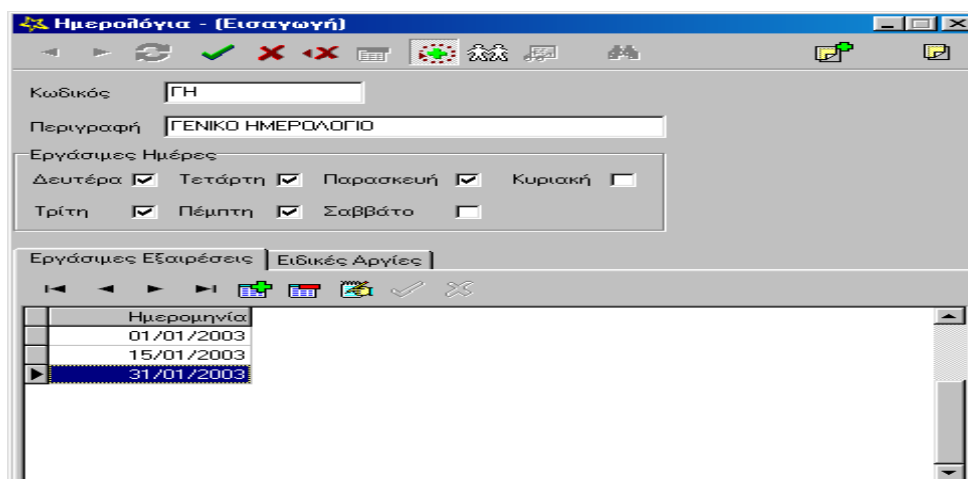 Ημερολόγια - (Εισαγωγή)
Κωδικός ΓΗ
Περιγραφή ΓΕΝΙΚΟ ΗΜΕΡΟΛΟΓΙΟ
Εργάσιμες Ημέρες
Δευτέρα Τετάρτη Παρασκευή Κυριακή
Τρίτη Πέμπτη Σαββάτο
Εργάσιμες Εξαιρέσεις Ειδικές Αργίες
Ημερομηνία
01/01/2003
15/01/2003
31/01/2003